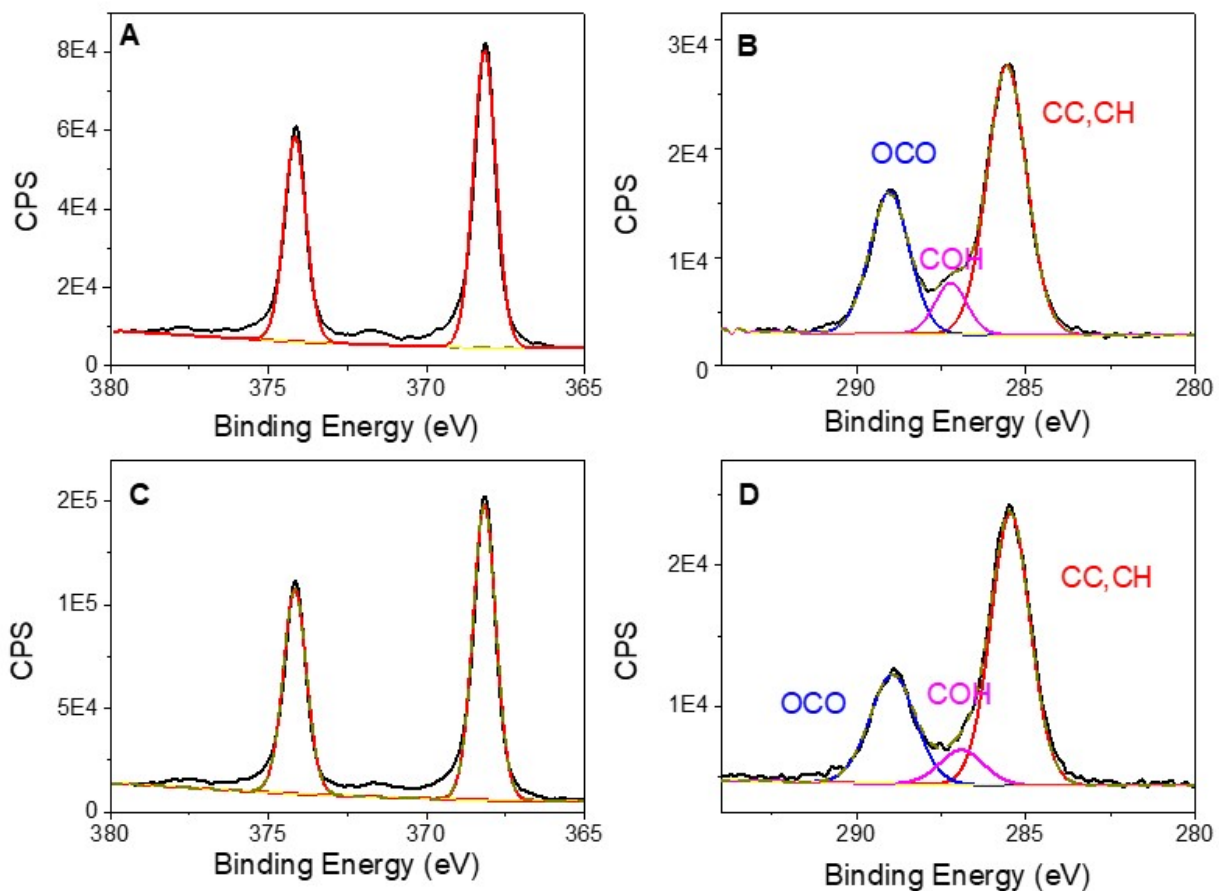 A
CPS
8E4
6E4
4E4
2E4
0
380
375
370
365
Binding Energy (eV)
B
CPS
3E4
2E4
1E4
0
OCO
COH
CC,CH
290
285
280
Binding Energy (eV)
C
CPS
2E5
1E5
5E4
0
380
375
370
365
Binding Energy (eV)
D
CPS
2E4
1E4
OCO
COH
CC,CH
290
285
280
Binding Energy (eV)